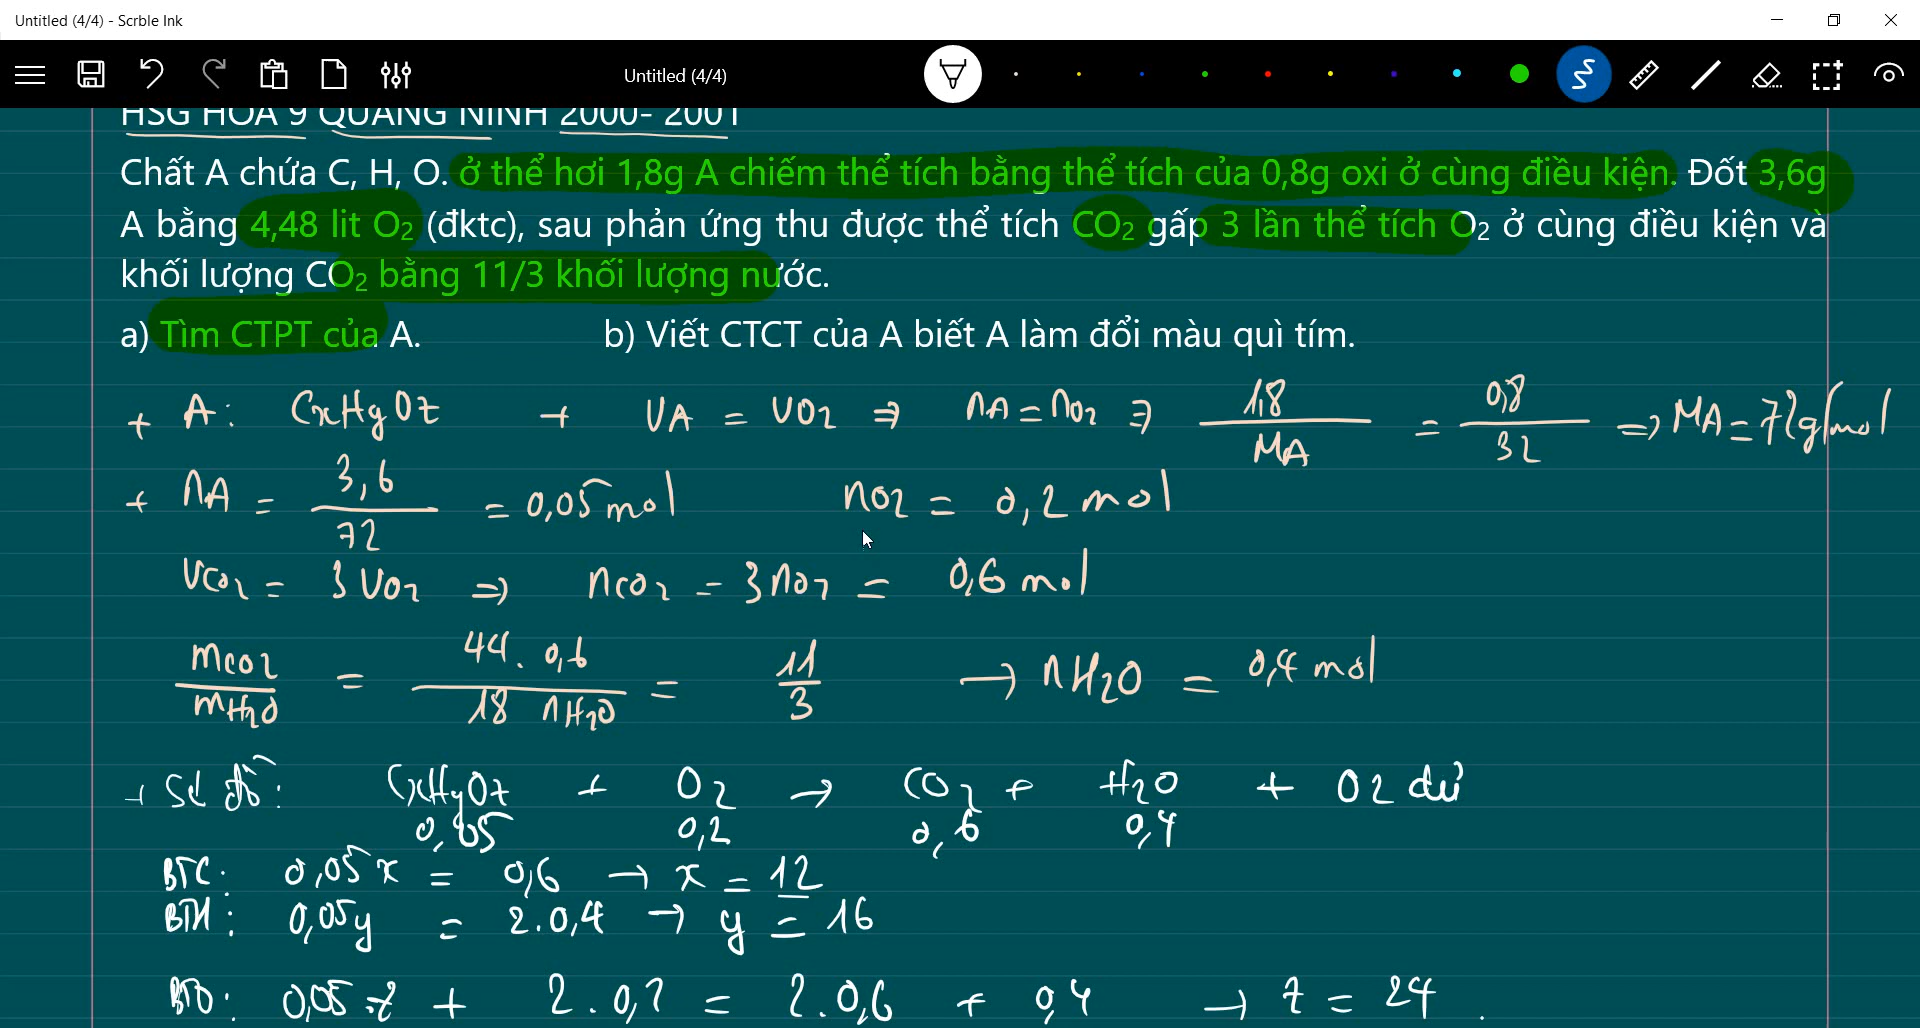 Untitled (4/4) - Scrble Ink
Untitled (4/4)
HSG HOA 9 QUANG NINH 2000- 2001
Chất A chứa C, H, O. ở thể hơi 1,8g A chiếm thể tích bằng thể tích của 0,8g oxi ở cùng điều kiện. Đốt 3,6g
A bằng 4,48 lit O₂ (đktc), sau phản ứng thu được thể tích CO₂ gấp 3 lần thể tích O₂ ở cùng điều kiện và
khối lượng CO₂ bằng 11/3 khối lượng nước.
a) Tìm CTPT của A. b) Viết CTCT của A biết A làm đổi màu quì tím.
+ A: CxHyOz + VA = VO2 ⇒ nA = nO2 ⇒ 1,8/MA = 0,8/32 ⇒ MA = 72g/mol
+ nA = 3,6/72 = 0,05 mol nO2 = 0,2 mol
VCO2 = 3VO2 ⇒ nCO2 = 3nO2 = 0,6 mol
mCO2/mH2O = 44.0,6/18 nH2O = 11/3 → nH2O = 0,4 mol
+ Sơ đồ: CxHyOz + O2 → CO2 + H2O + O2 dư
0,05 0,2 0,6 0,4
BTC: 0,05x = 0,6 → x = 12
BTH: 0,05y = 2.0,4 → y = 16
BTO: 0,05.z + 2.0,2 = 2.0,6 + 0,4 → z = 24.